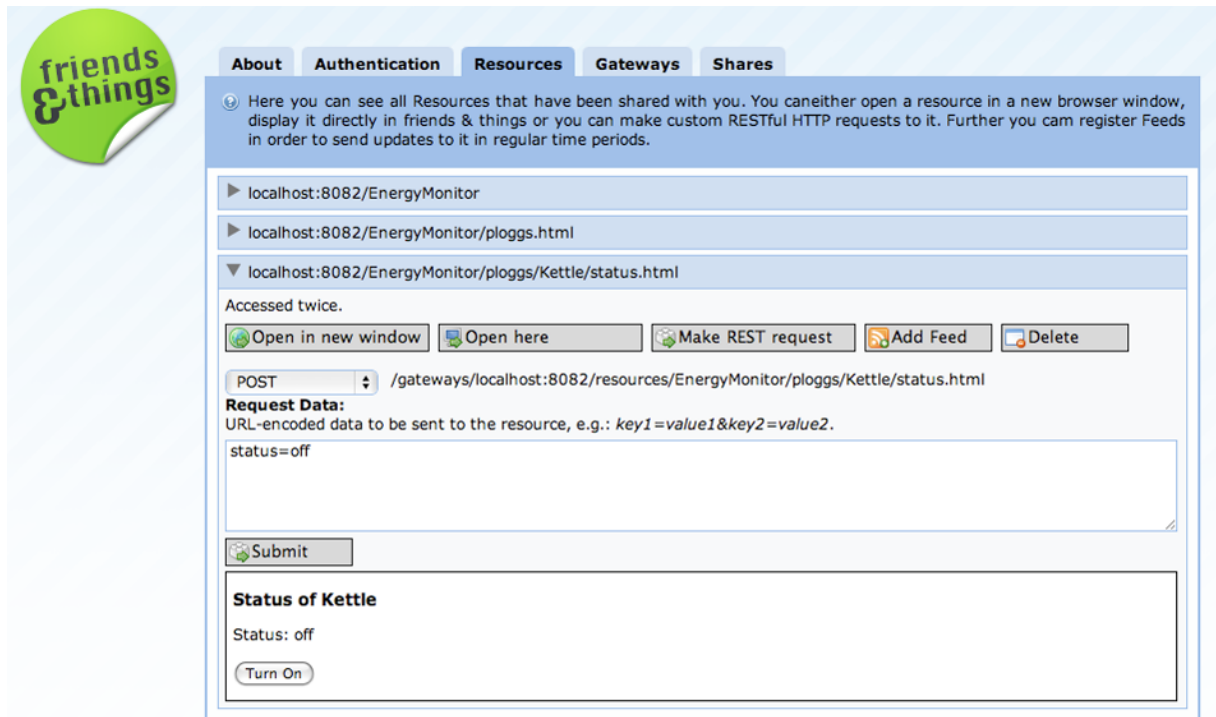 friends
&things
About Authentication Resources Gateways Shares
Here you can see all Resources that have been shared with you. You caneither open a resource in a new browser window,
display it directly in friends & things or you can make custom RESTful HTTP requests to it. Further you cam register Feeds
in order to send updates to it in regular time periods.
localhost:8082/EnergyMonitor
localhost:8082/EnergyMonitor/ploggs.html
localhost:8082/EnergyMonitor/ploggs/Kettle/status.html
Accessed twice.
Open in new window Open here Make REST request Add Feed Delete
POST /gateways/localhost:8082/resources/EnergyMonitor/ploggs/Kettle/status.html
Request Data:
URL-encoded data to be sent to the resource, e.g.: key1=value1&key2=value2.
status=off
Submit
Status of Kettle
Status: off
Turn On